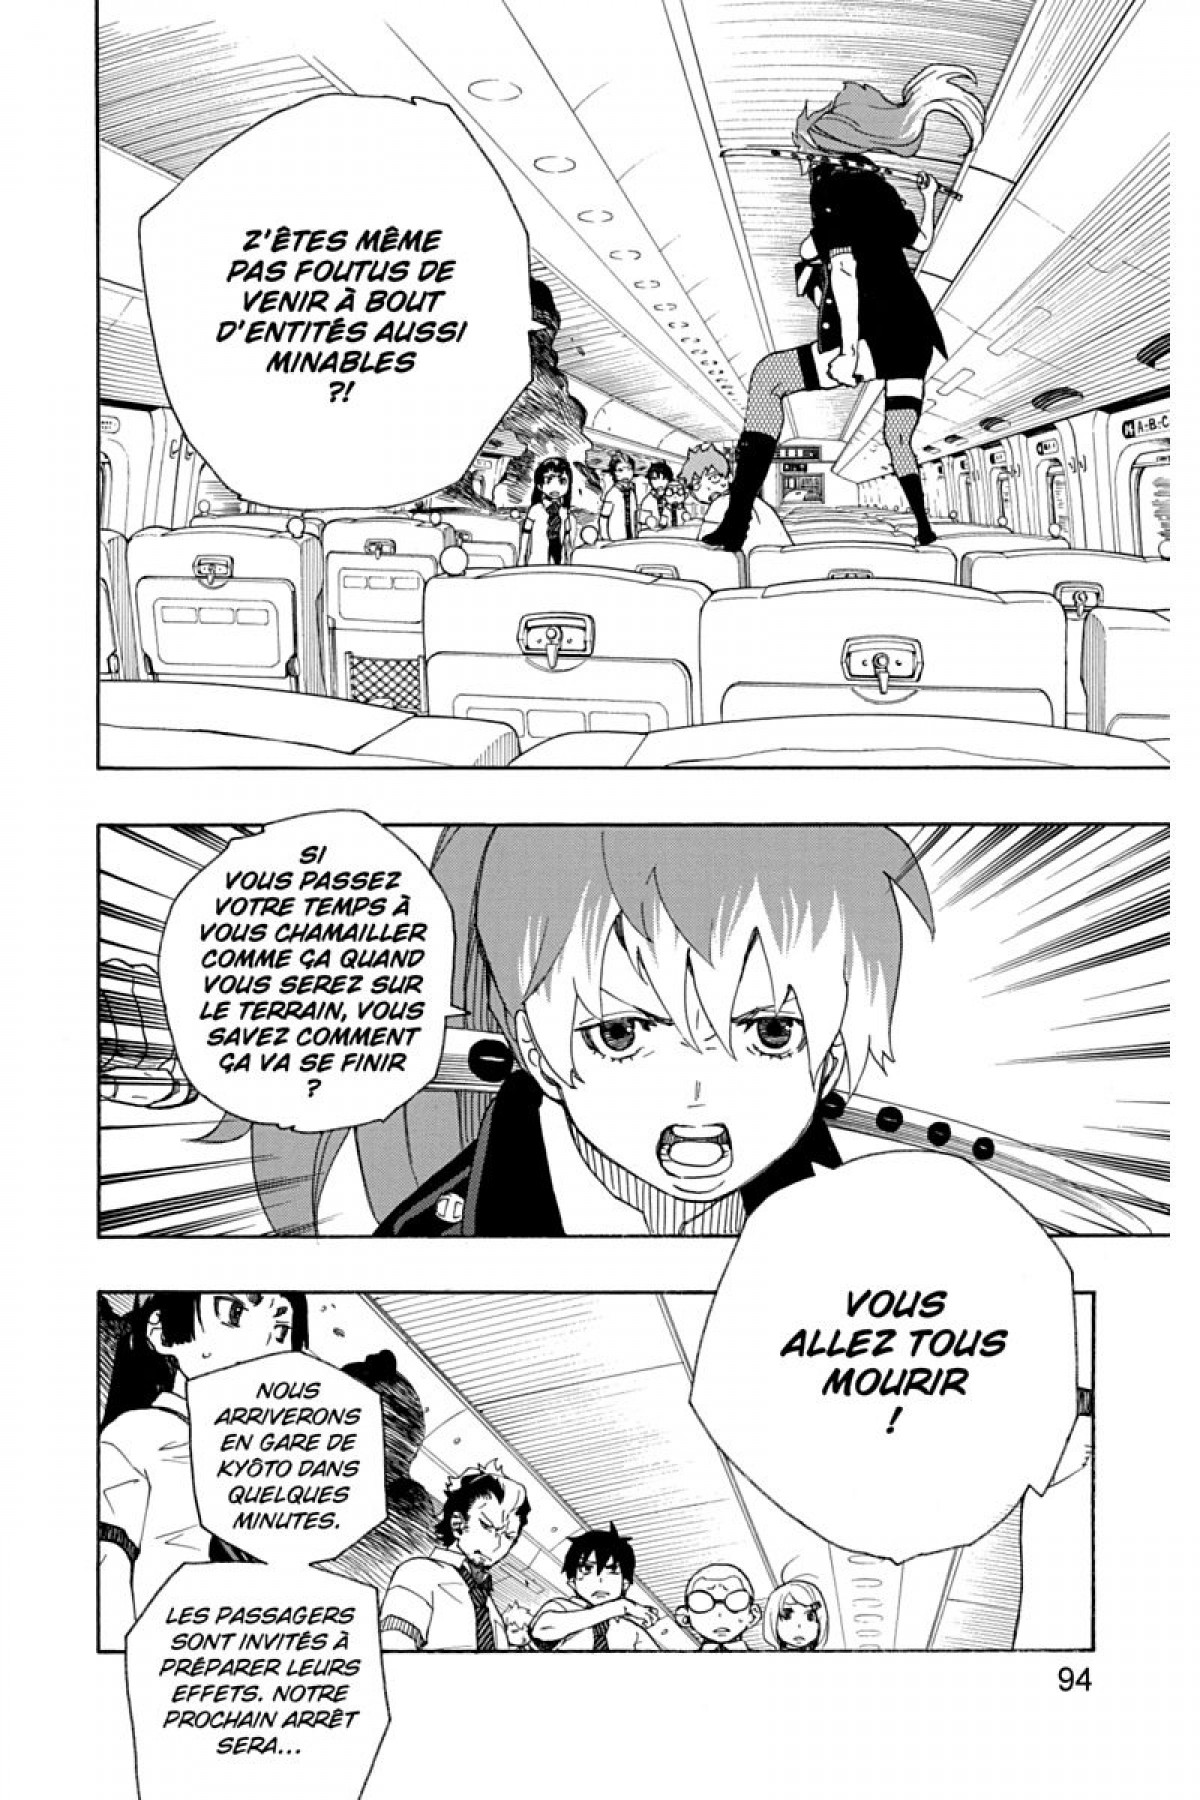 Z'ÊTES MÊME
PAS FOUTUS DE
VENIR À BOUT
D'ENTITÉS AUSSI
MINABLES
?!
A-B-C
SI
VOUS PASSEZ
VOTRE TEMPS À
VOUS CHAMAILLER
COMME ÇA QUAND
VOUS SEREZ SUR
LE TERRAIN, VOUS
SAVEZ COMMENT
ÇA VA SE FINIR
?
VOUS
ALLEZ TOUS
MOURIR
!
NOUS
ARRIVERONS
EN GARE DE
KYÔTO DANS
QUELQUES
MINUTES.
LES PASSAGERS
SONT INVITÉS À
PRÉPARER LEURS
EFFETS. NOTRE
PROCHAIN ARRÊT
SERA...
94